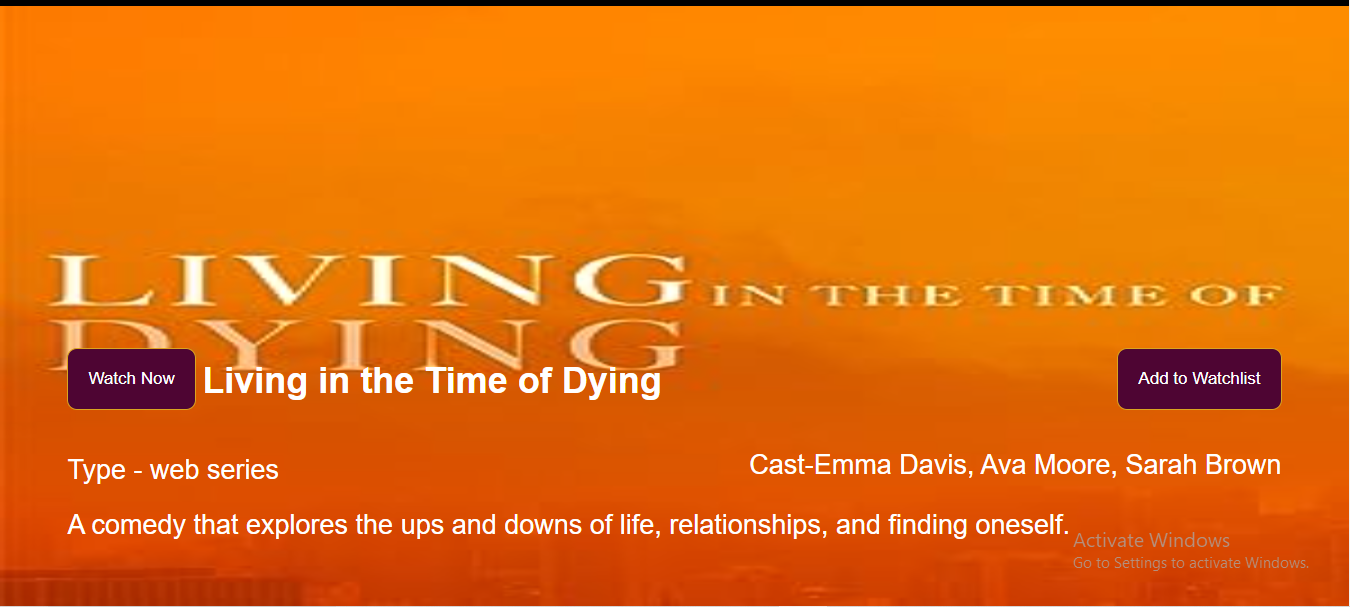 LIVING IN THE TIME OF
DYING
Watch Now
Living in the Time of Dying
Add to Watchlist
Type - web series
Cast-Emma Davis, Ava Moore, Sarah Brown
A comedy that explores the ups and downs of life, relationships, and finding oneself.
Activate Windows
Go to Settings to activate Windows.